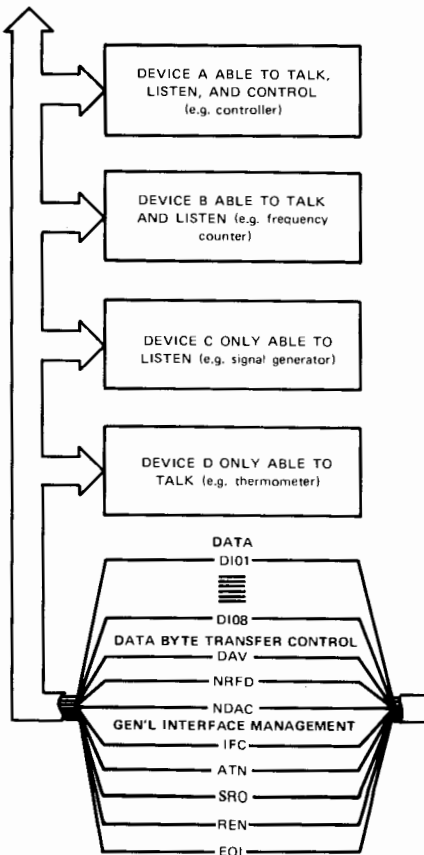 DEVICE A ABLE TO TALK,
LISTEN, AND CONTROL
(e.g. controller)
DEVICE B ABLE TO TALK
AND LISTEN (e.g. frequency
counter)
DEVICE C ONLY ABLE TO
LISTEN (e.g. signal generator)
DEVICE D ONLY ABLE TO
TALK (e.g. thermometer)
DATA
DI01
DI08
DATA BYTE TRANSFER CONTROL
DAV
NRFD
NDAC
GEN'L INTERFACE MANAGEMENT
IFC
ATN
SRQ
REN
EOI